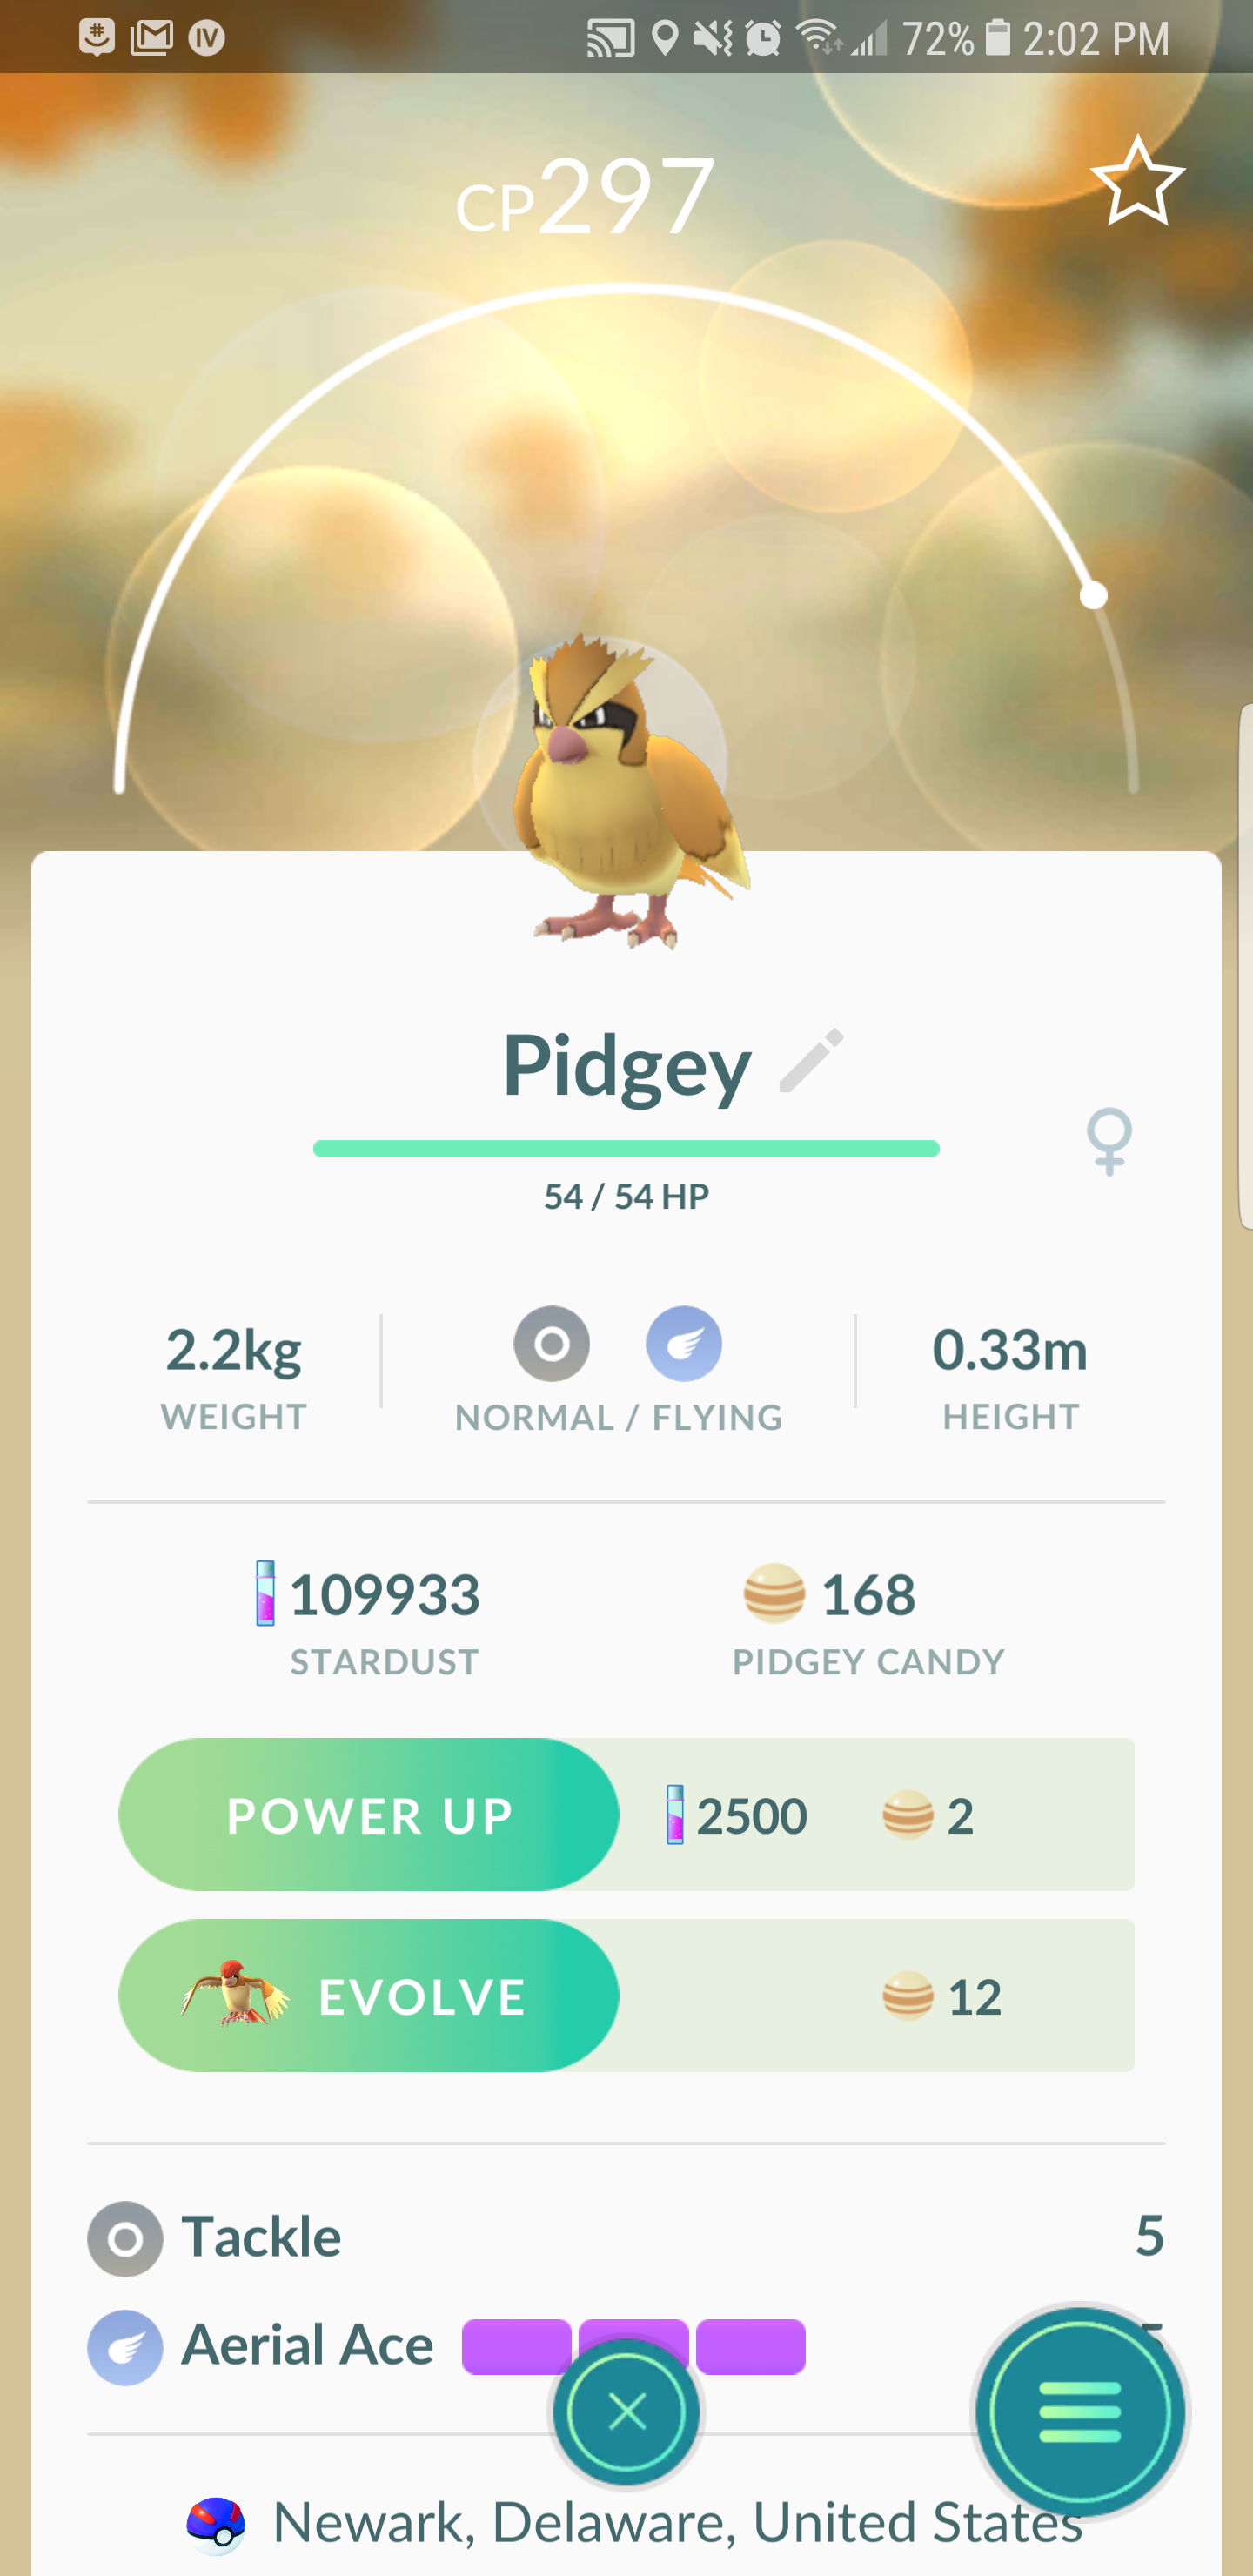 # IV 72% 2:02 PM
CP297
Pidgey
54 / 54 HP
2.2kg
WEIGHT
NORMAL / FLYING
0.33m
HEIGHT
109933
STARDUST
168
PIDGEY CANDY
POWER UP 2500 2
EVOLVE 12
Tackle 5
Aerial Ace
Newark, Delaware, United States